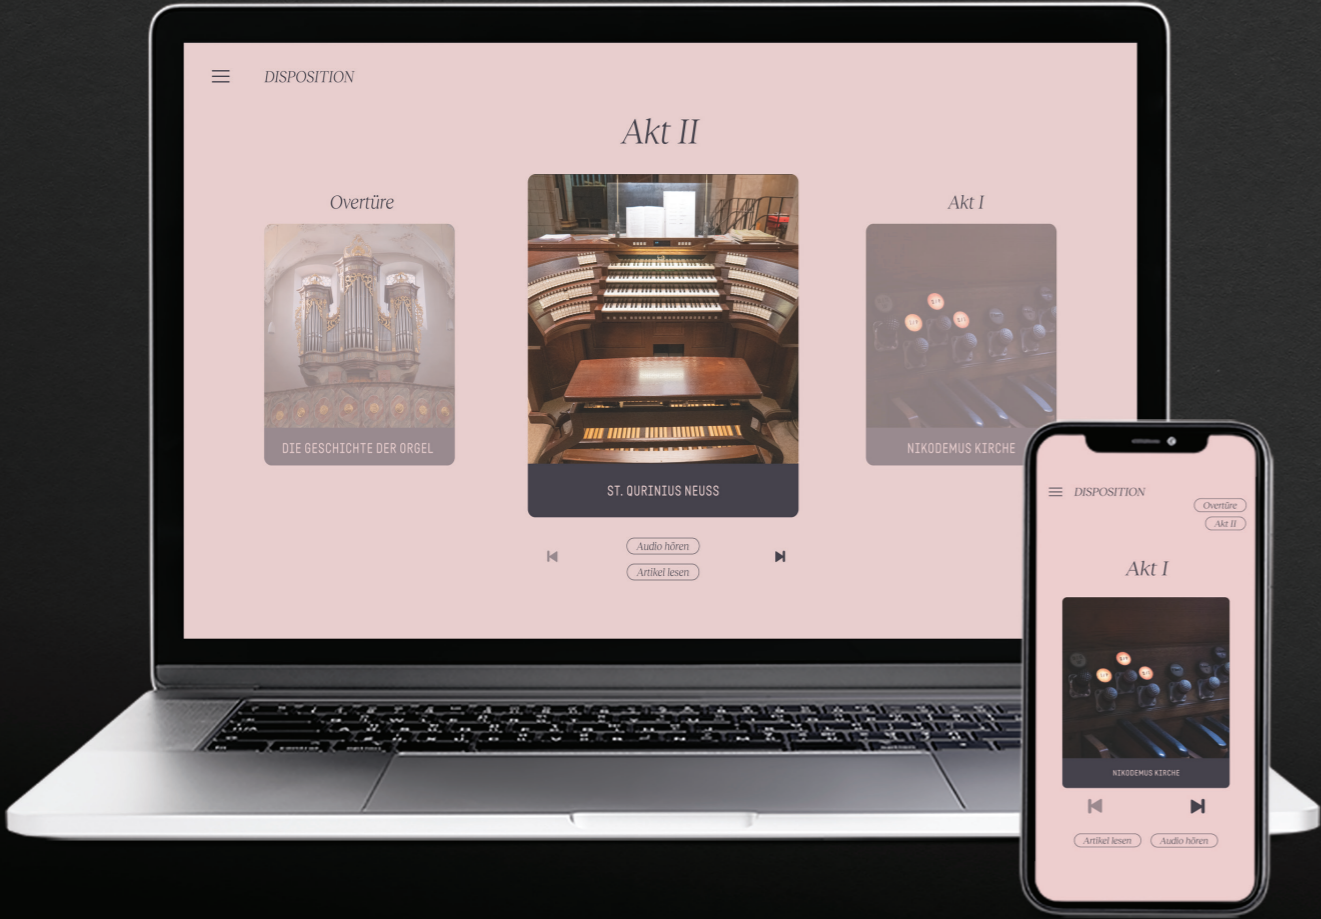 DISPOSITION
Akt II
Overtüre
Akt I
DIE GESCHICHTE DER ORGEL
ST. QURINIUS NEUSS
NIKODEMUS KIRCHE
Audio hören
Artikel lesen
DISPOSITION
Overtüre
Akt II
Akt I
NIKODEMUS KIRCHE
Artikel lesen
Audio hören